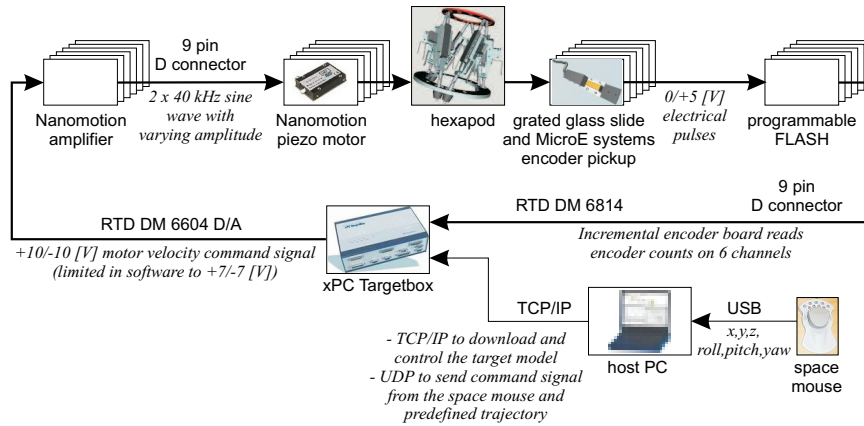 9 pin
D connector
2 x 40 kHz sine
wave with
varying amplitude
Nanomotion
amplifier
Nanomotion
piezo motor
hexapod
grated glass slide
and MicroE systems
encoder pickup
0/+5 [V]
electrical
pulses
programmable
FLASH
9 pin
D connector
RTD DM 6814
Incremental encoder board reads
encoder counts on 6 channels
RTD DM 6604 D/A
+10/-10 [V] motor velocity command signal
(limited in software to +7/-7 [V])
xPC Targetbox
TCP/IP
- TCP/IP to download and
control the target model
- UDP to send command signal
from the space mouse and
predefined trajectory
host PC
USB
x,y,z,
roll,pitch,yaw
space
mouse